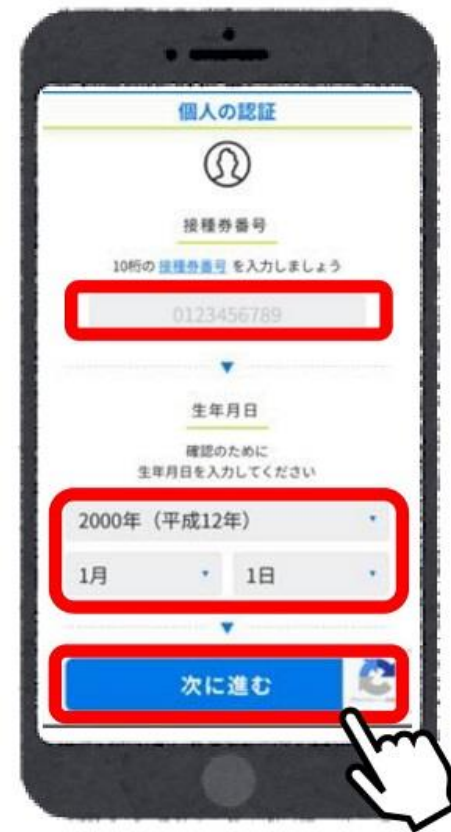 個人の認証
接種券番号
10桁の 接種券番号 を入力しましょう
0123456789
生年月日
確認のために
生年月日を入力してください
2000年（平成12年）
1月 1日
次に進む